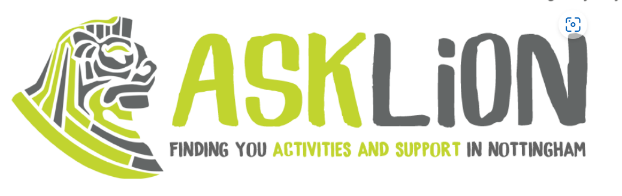 ASKLiON
FINDING YOU ACTIVITIES AND SUPPORT IN NOTTINGHAM